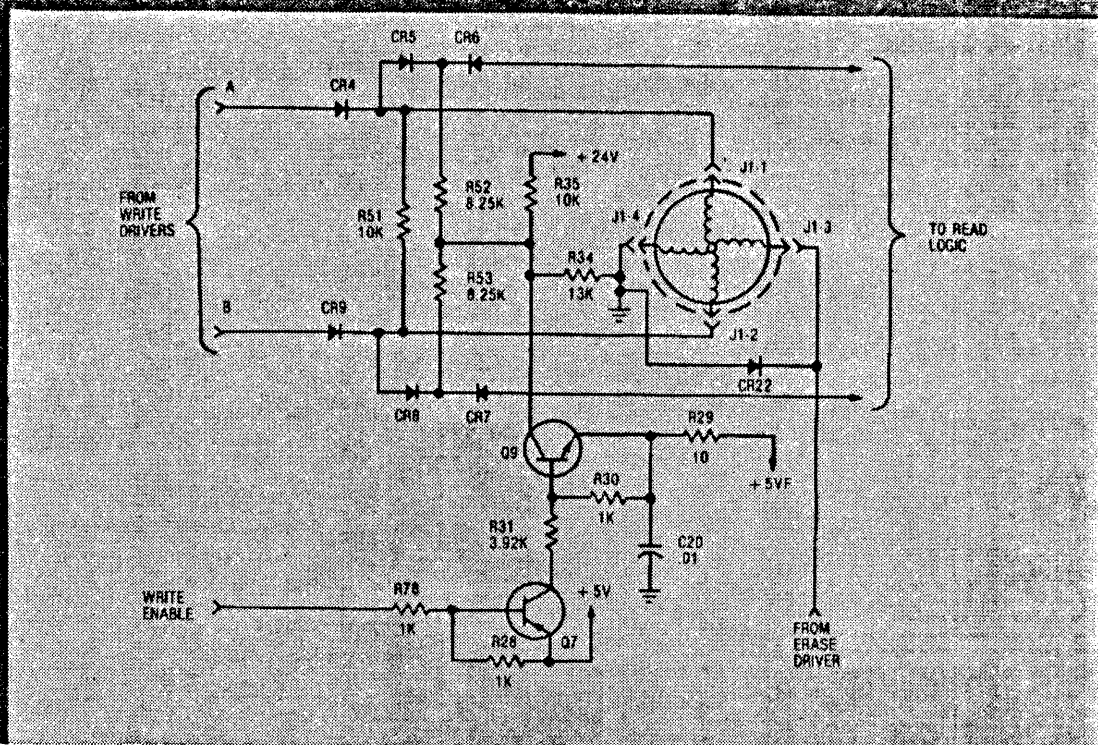 CR5
CR6
A
CR4
+ 24V
J1-1
FROM
WRITE
DRIVERS
R52
8.25K
R35
10K
R51
10K
J1-4
J1-3
TO READ
LOGIC
R34
13K
R53
8.25K
B
CR9
J1-2
CR22
CR8
CR7
R29
10
Q9
+ 5VF
R30
1K
R31
3.92K
C20
.01
WRITE
ENABLE
R78
1K
+ 5V
Q7
R28
1K
FROM
ERASE
DRIVER